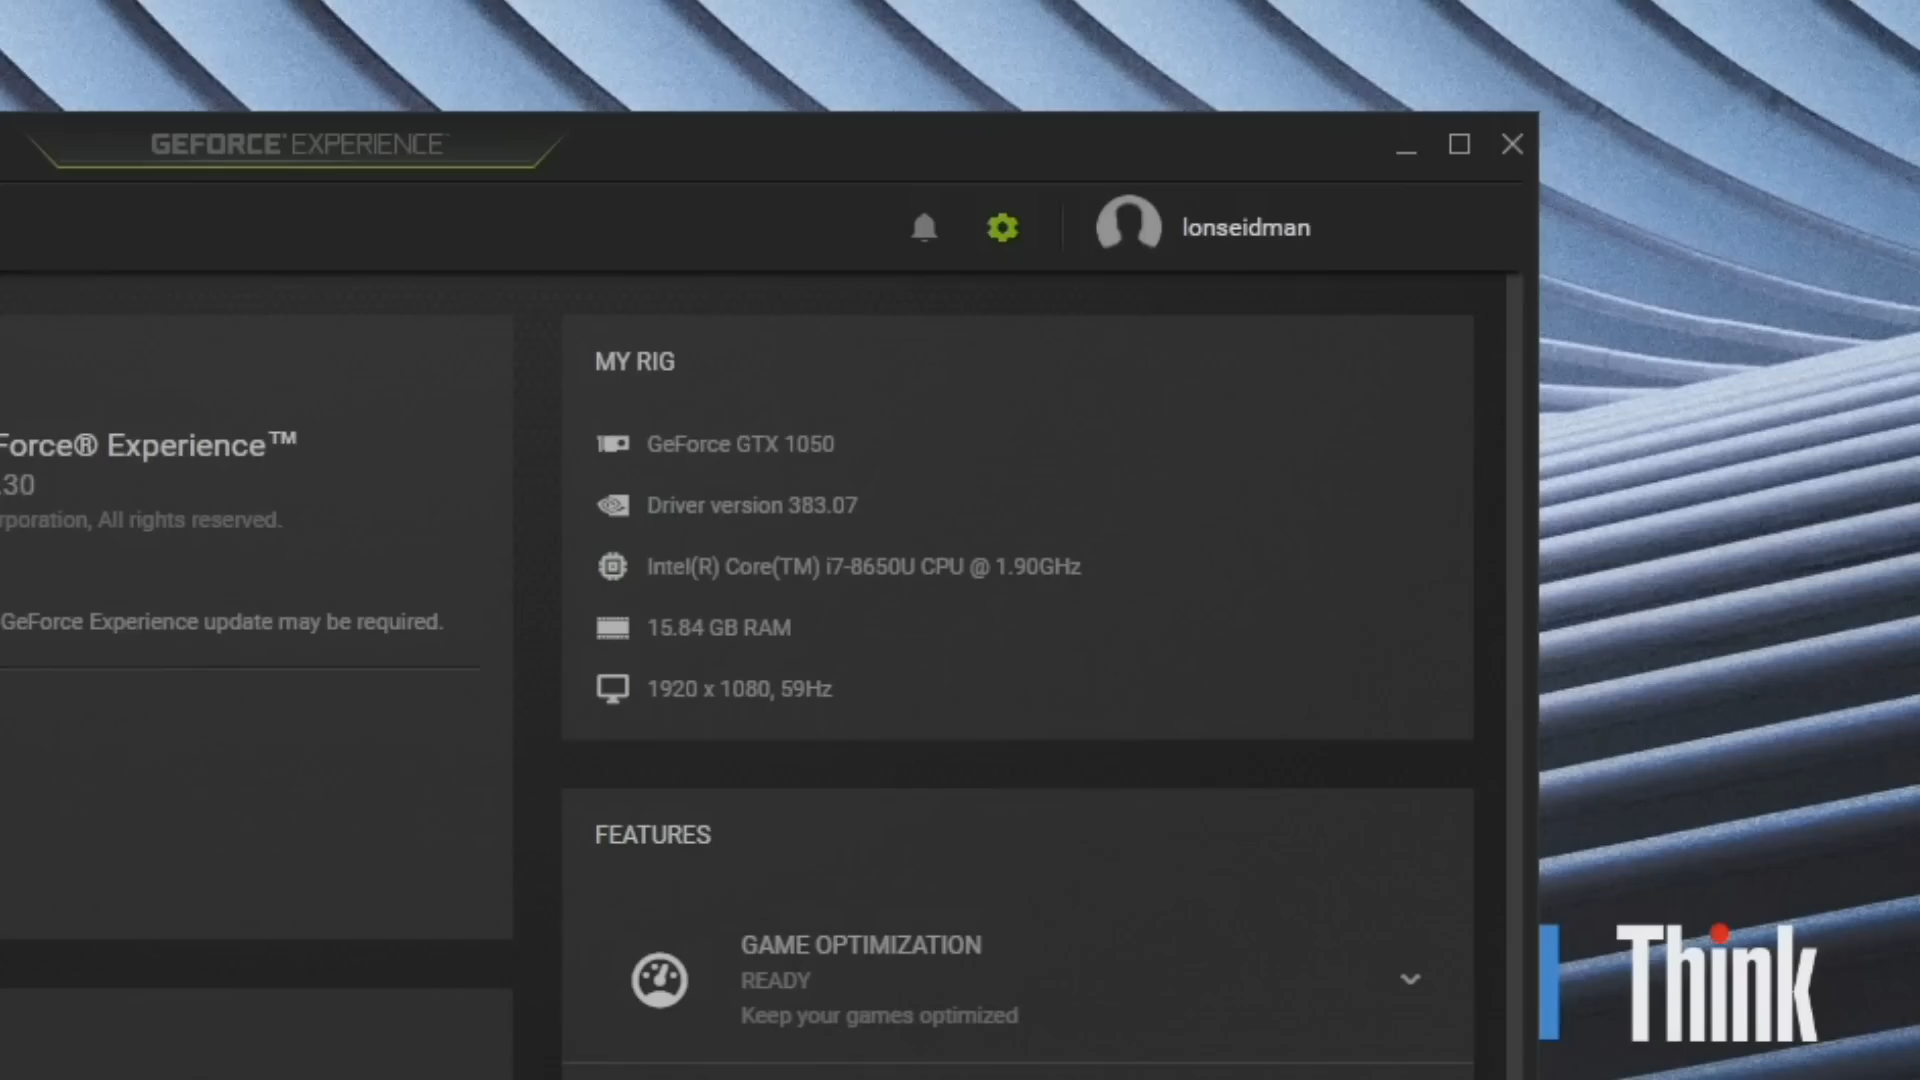 GEFORCE® EXPERIENCE™
lonseidman
MY RIG
GeForce GTX 1050
Driver version 383.07
Intel(R) Core(TM) i7-8650U CPU @ 1.90GHz
15.84 GB RAM
1920 x 1080, 59Hz
Force® Experience™
.30
rporation, All rights reserved.
GeForce Experience update may be required.
FEATURES
GAME OPTIMIZATION
READY
Keep your games optimized
Think